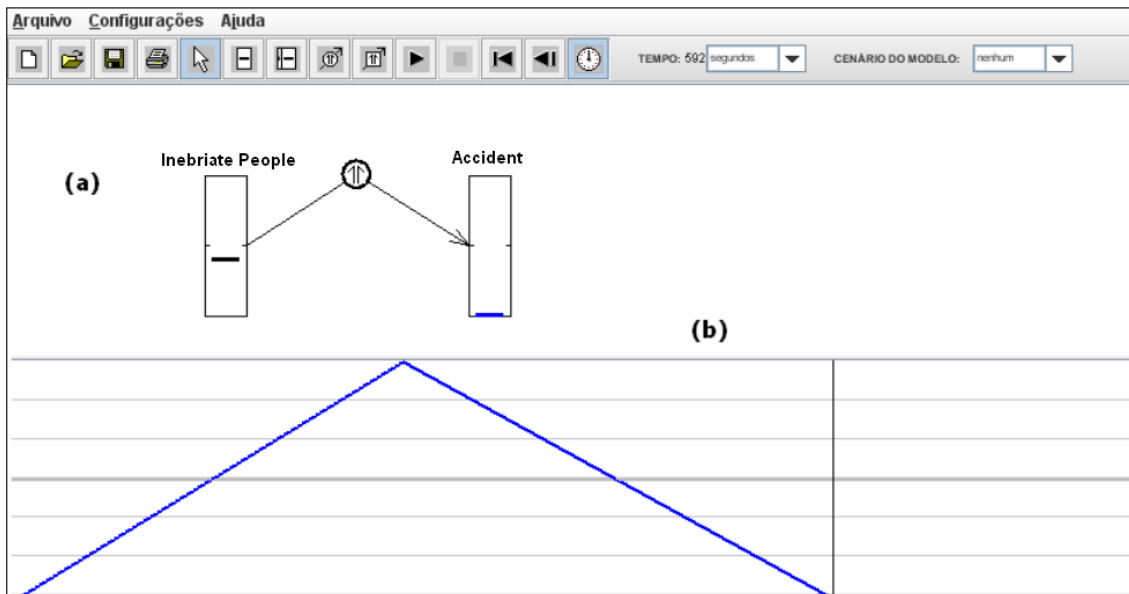 Arquivo Configurações Ajuda
TEMPO: 592 segundos CENÁRIO DO MODELO: nenhum
Inebriate People Accident
(a)
(b)